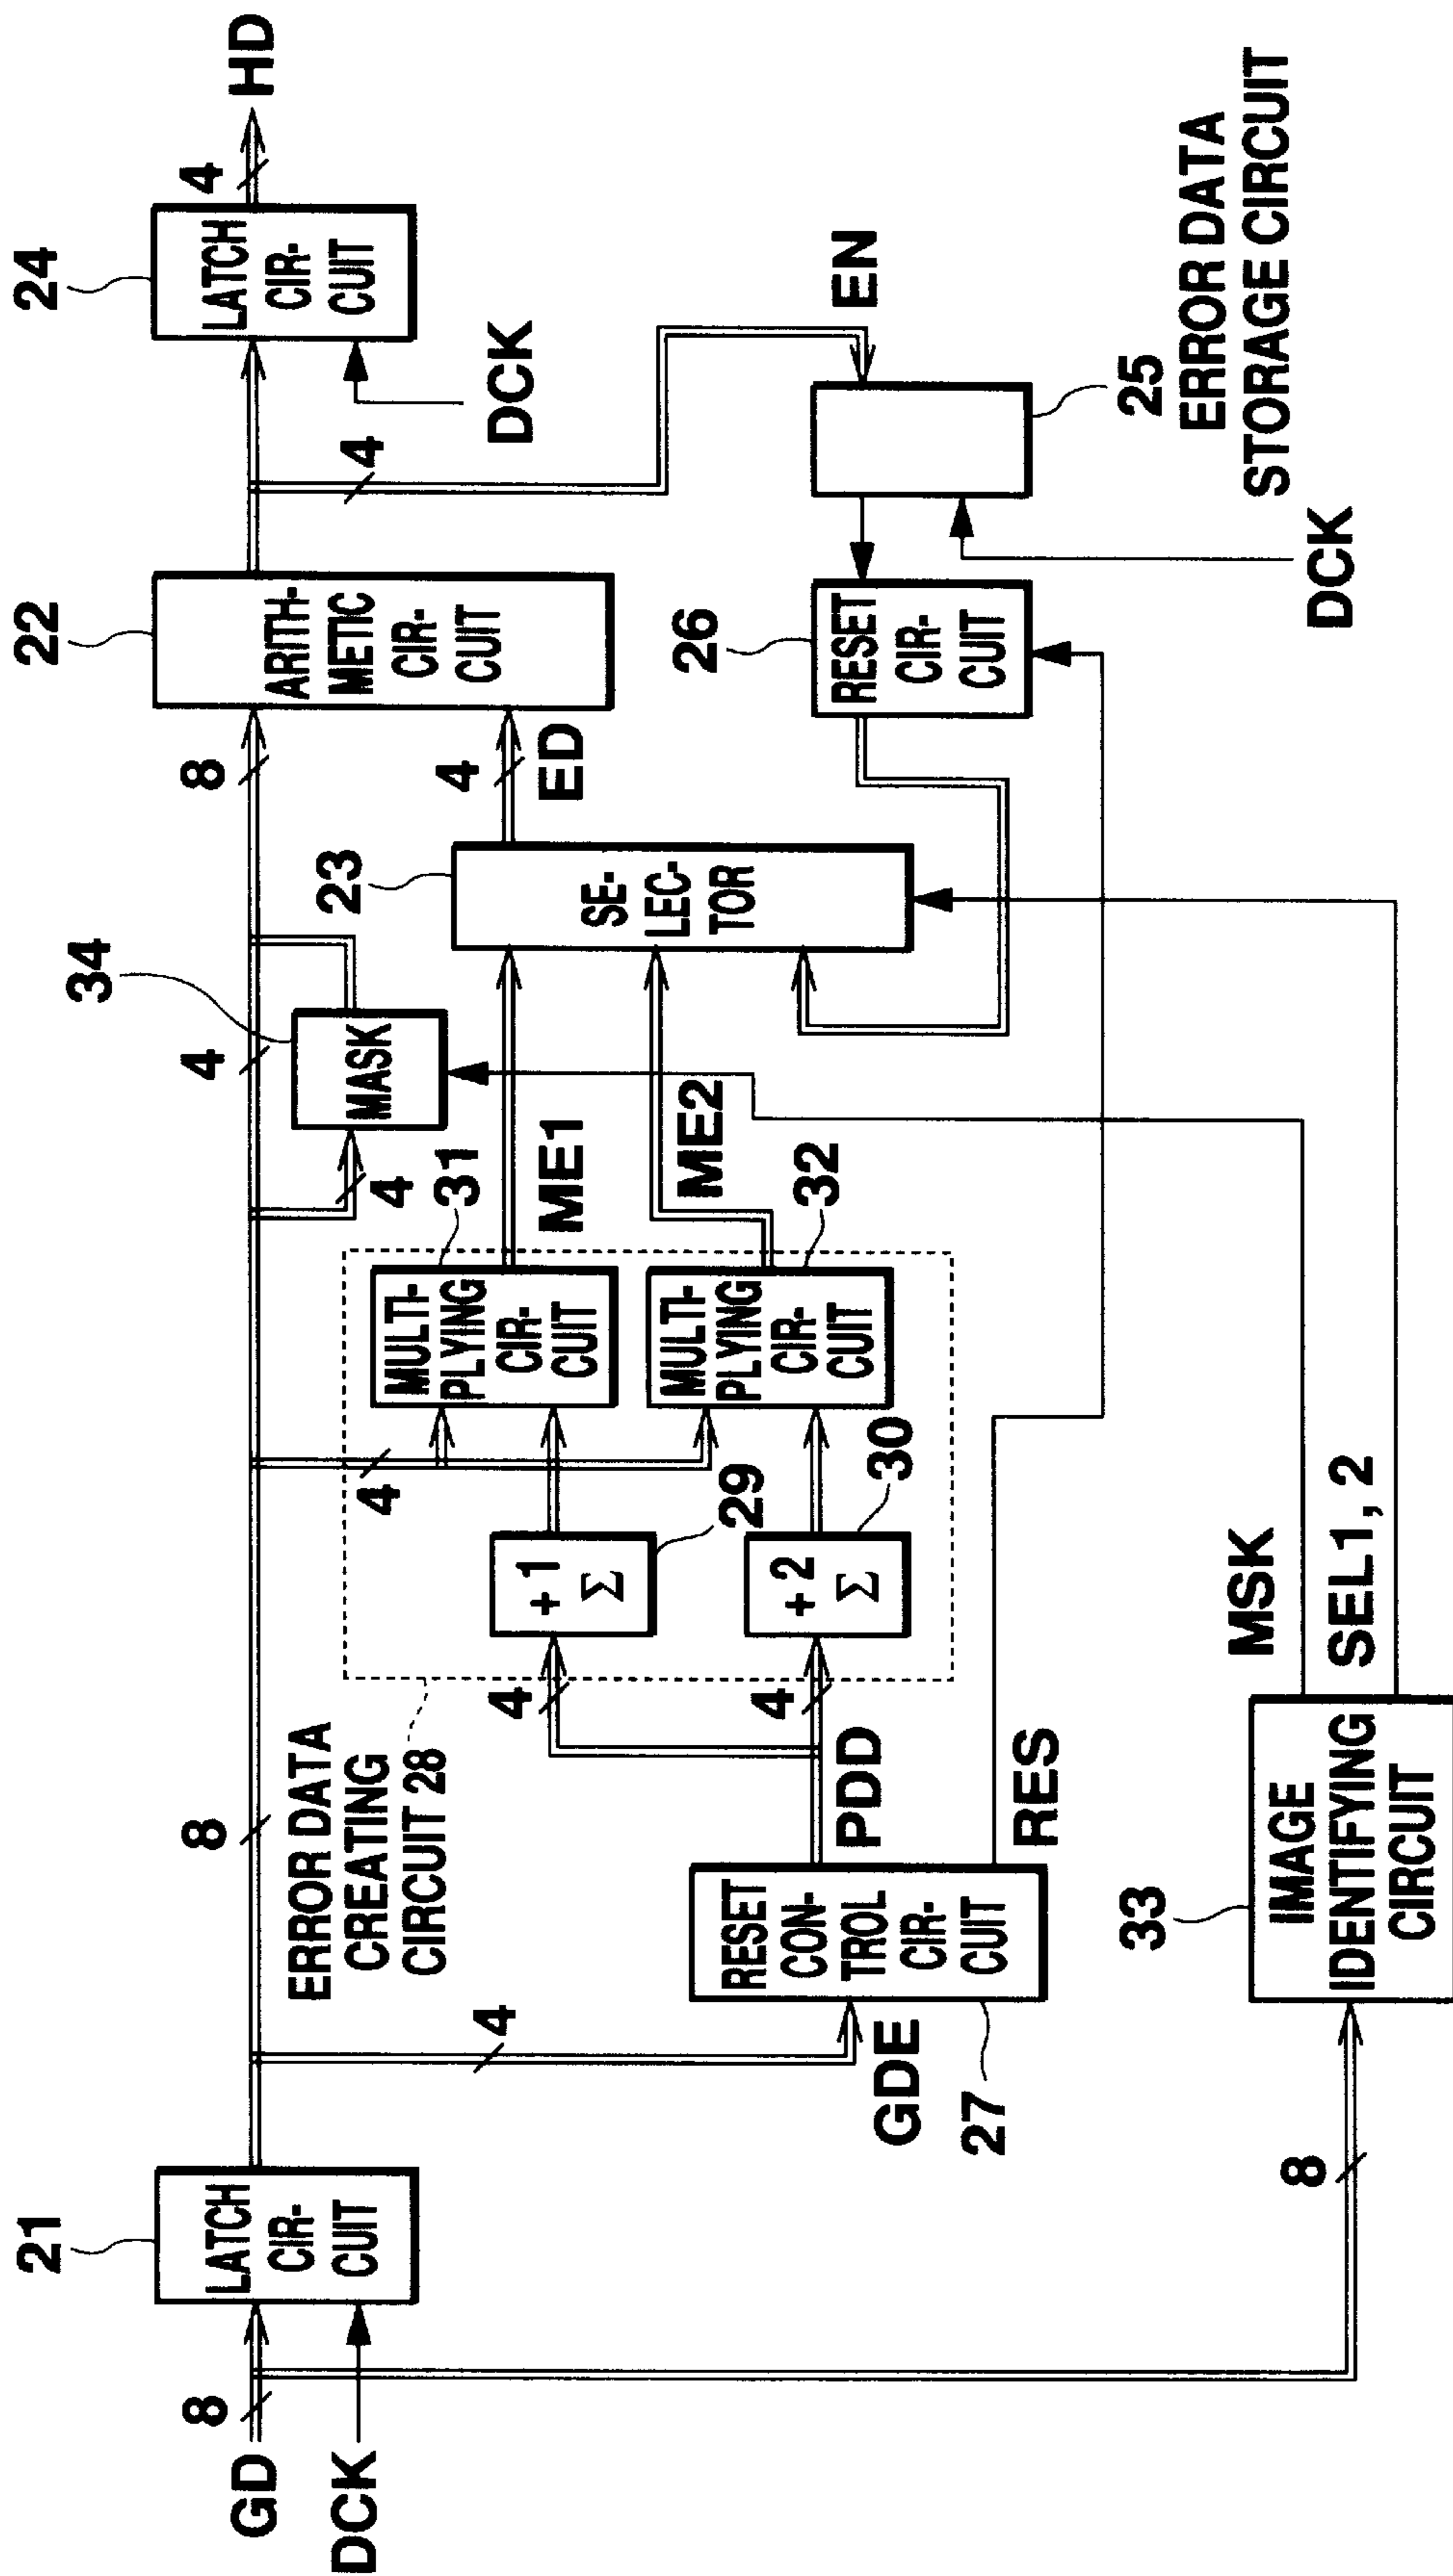 21
LATCH
CIR-
CUIT
GD
8
DCK
8
8
ERROR DATA
CREATING
CIRCUIT 28
4
GDE
27
RESET
CON-
TROL
CIR-
CUIT
PDD
RES
4
4
+1
Σ
29
+2
Σ
30
4
MULTI-
PLYING
CIR-
CUIT
31
MULTI-
PLYING
CIR-
CUIT
32
ME1
ME2
33
IMAGE
IDENTIFYING
CIRCUIT
MSK
SEL1, 2
4
4
34
MASK
23
SE-
LEC-
TOR
8
4
ED
22
ARITH-
METIC
CIR-
CUIT
26
RESET
CIR-
CUIT
4
EN
25
ERROR DATA
STORAGE CIRCUIT
DCK
DCK
24
LATCH
CIR-
CUIT
4
HD